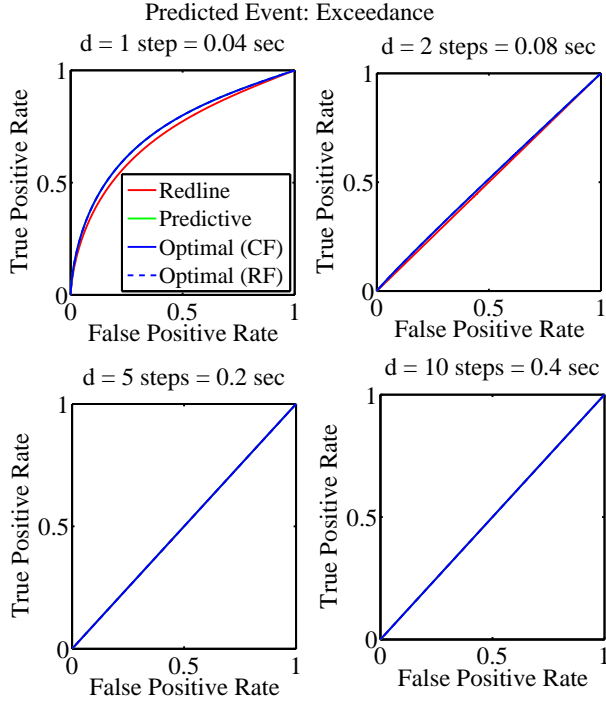 Predicted Event: Exceedance
d = 1 step = 0.04 sec
True Positive Rate
1
0.5
0
0.5
1
False Positive Rate
Redline
Predictive
Optimal (CF)
Optimal (RF)
d = 2 steps = 0.08 sec
True Positive Rate
1
0.5
0
0
0.5
1
False Positive Rate
d = 5 steps = 0.2 sec
True Positive Rate
1
0.5
0
0
0.5
1
False Positive Rate
d = 10 steps = 0.4 sec
True Positive Rate
1
0.5
0
0
0.5
1
False Positive Rate